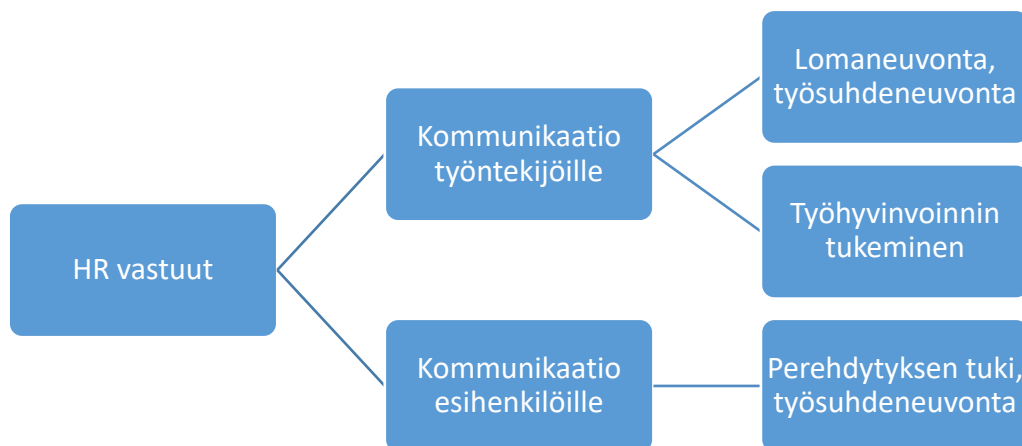 HR vastuut
Kommunikaatio
työntekijöille
Lomaneuvonta,
työsuhdeneuvonta
Työhyvinvoinnin
tukeminen
Kommunikaatio
esihenkilöille
Perehdytyksen tuki,
työsuhdeneuvonta